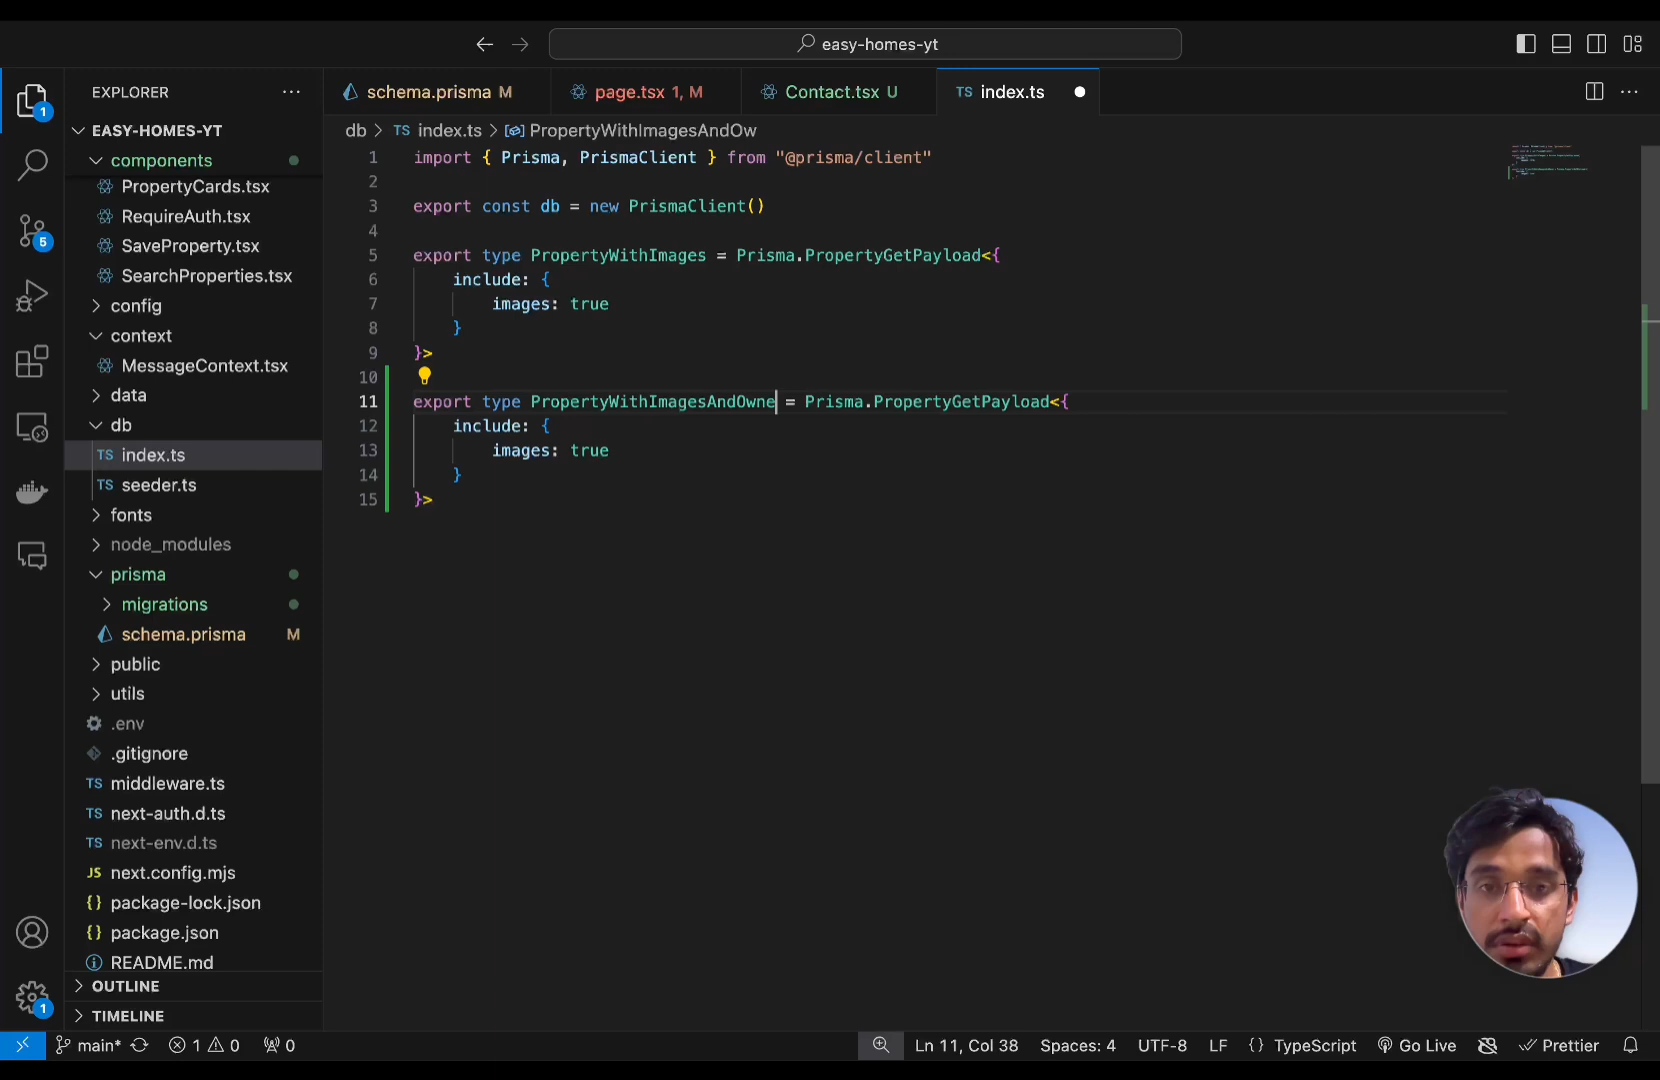 easy-homes-yt
EXPLORER
schema.prisma M
page.tsx 1, M
Contact.tsx U
TS index.ts
EASY-HOMES-YT
components
PropertyCards.tsx
RequireAuth.tsx
SaveProperty.tsx
SearchProperties.tsx
config
context
MessageContext.tsx
data
db
TS index.ts
TS seeder.ts
fonts
node_modules
prisma
migrations
schema.prisma M
public
utils
.env
.gitignore
TS middleware.ts
TS next-auth.d.ts
TS next-env.d.ts
JS next.config.mjs
{} package-lock.json
{} package.json
README.md
OUTLINE
TIMELINE
1
5
1
db > TS index.ts > PropertyWithImagesAndOw
1 import { Prisma, PrismaClient } from "@prisma/client"
2
3 export const db = new PrismaClient()
4
5 export type PropertyWithImages = Prisma.PropertyGetPayload<{
6 include: {
7 images: true
8 }
9 }>
10
11 export type PropertyWithImagesAndOwne = Prisma.PropertyGetPayload<{
12 include: {
13 images: true
14 }
15 }>
main* 1 0 0 Ln 11, Col 38 Spaces: 4 UTF-8 LF {} TypeScript Go Live Prettier